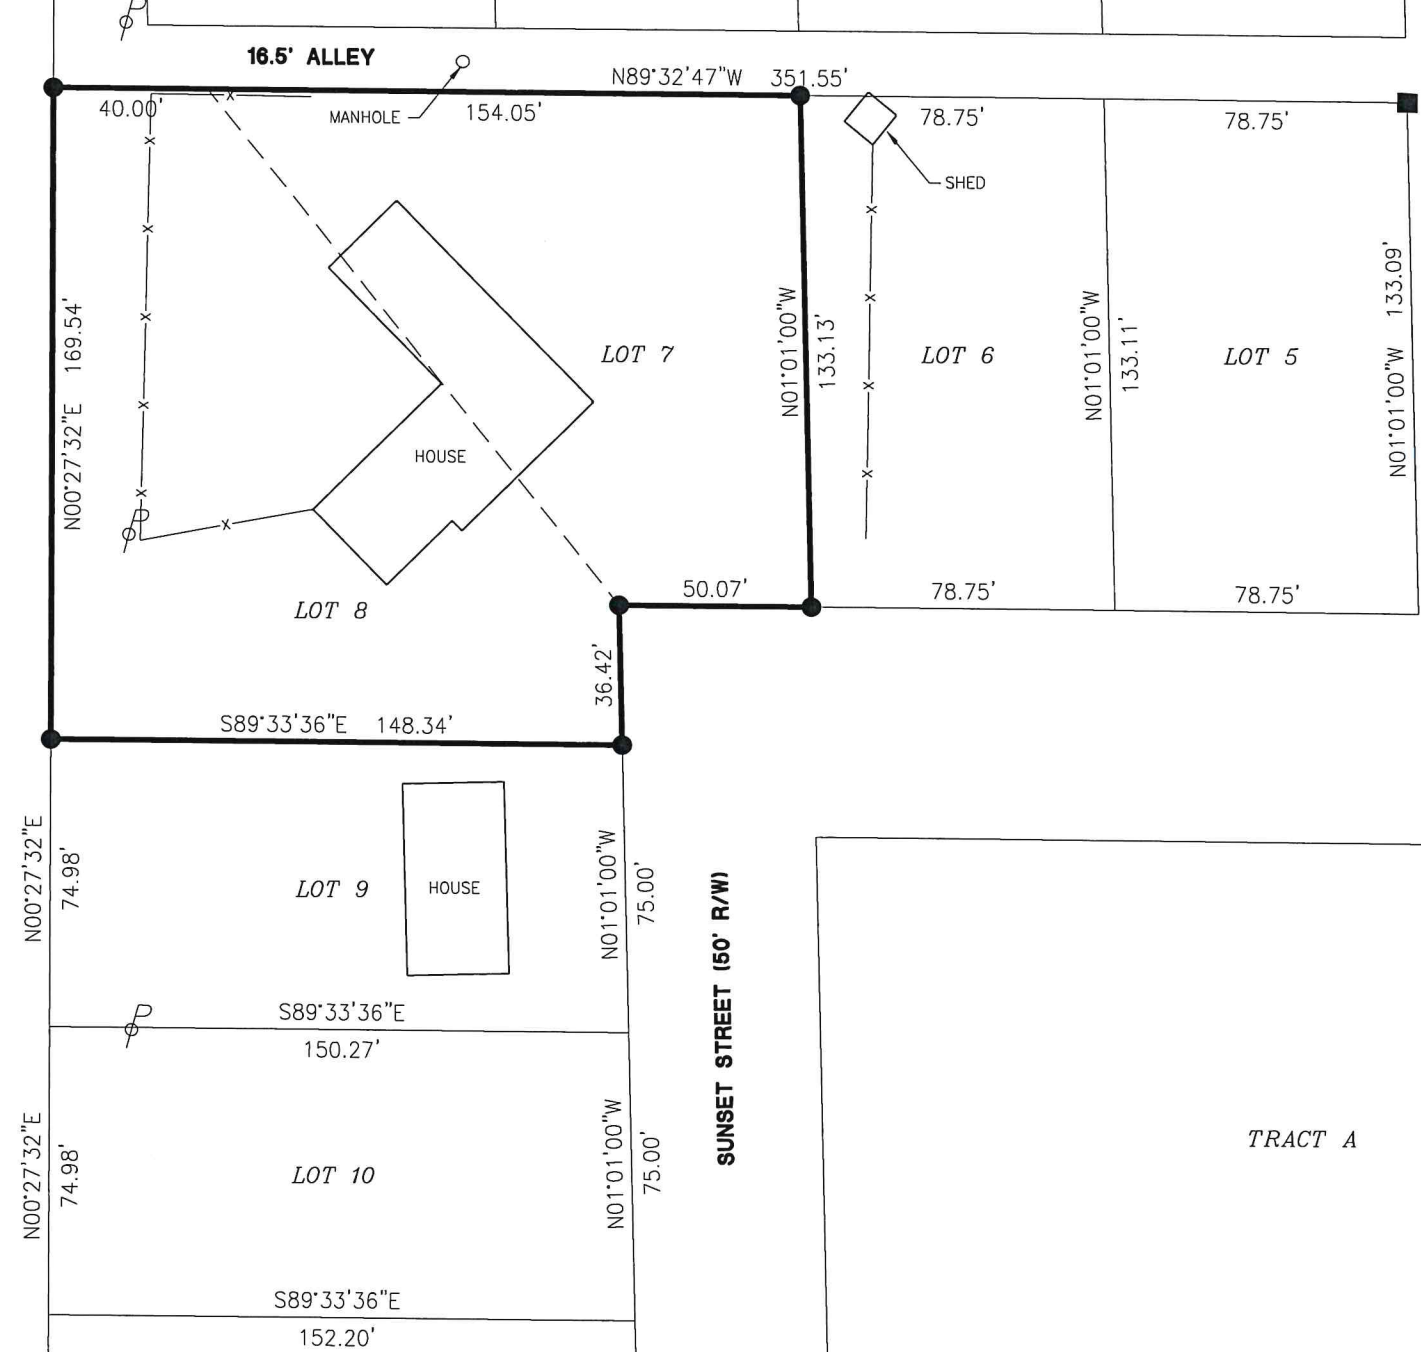 16.5' ALLEY
N89°32'47"W 351.55'
40.00'
MANHOLE
154.05'
78.75'
78.75'
SHED
N00°27'32"E 169.54'
LOT 7
N01°01'00"W
133.13'
LOT 6
N01°01'00"W
133.11'
LOT 5
N01°01'00"W 133.09'
HOUSE
LOT 8
50.07'
78.75'
78.75'
36.42'
S89°33'36"E 148.34'
N00°27'32"E
74.98'
LOT 9
HOUSE
N01°01'00"W
75.00'
SUNSET STREET (50' R/W)
S89°33'36"E
150.27'
N00°27'32"E
74.98'
LOT 10
N01°01'00"W
75.00'
TRACT A
S89°33'36"E
152.20'